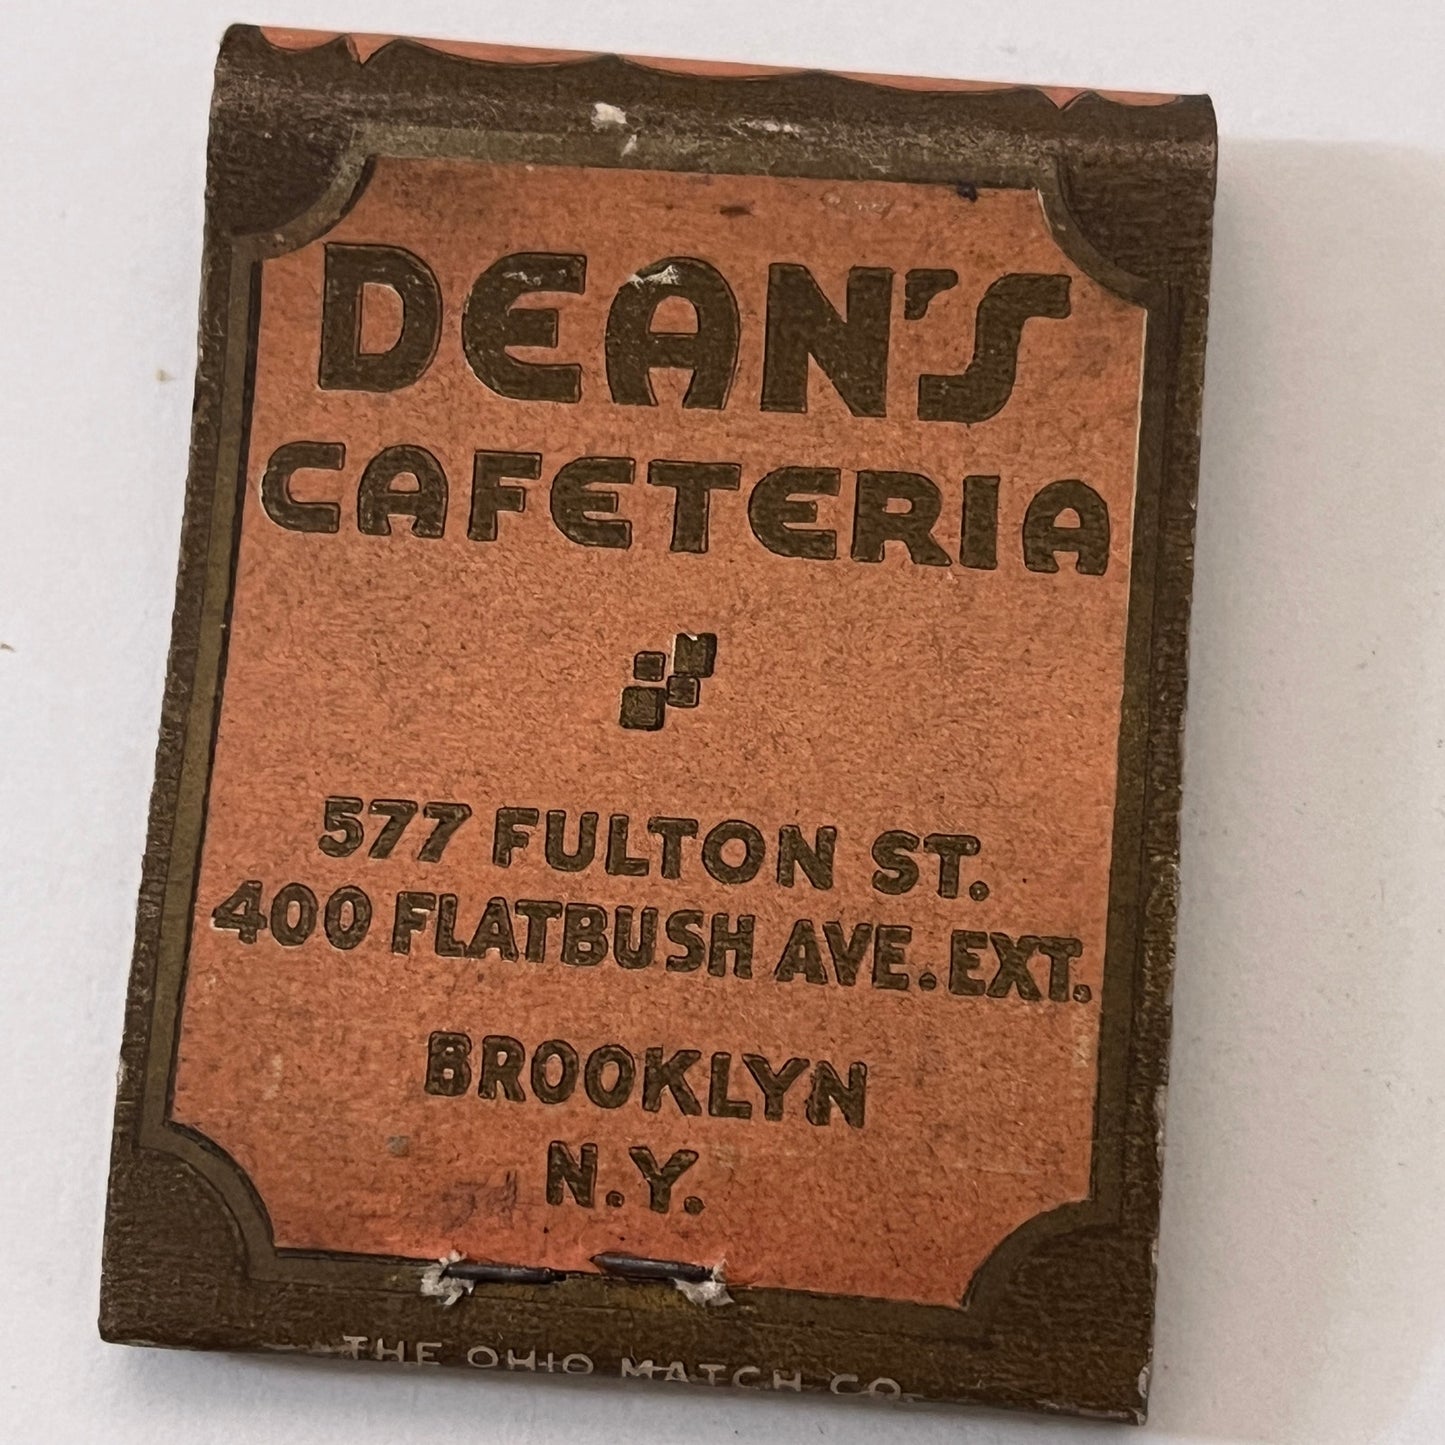 DEAN'S
CAFETERIA
577 FULTON ST.
400 FLATBUSH AVE. EXT.
BROOKLYN
N.Y.
THE OHIO MATCH CO.